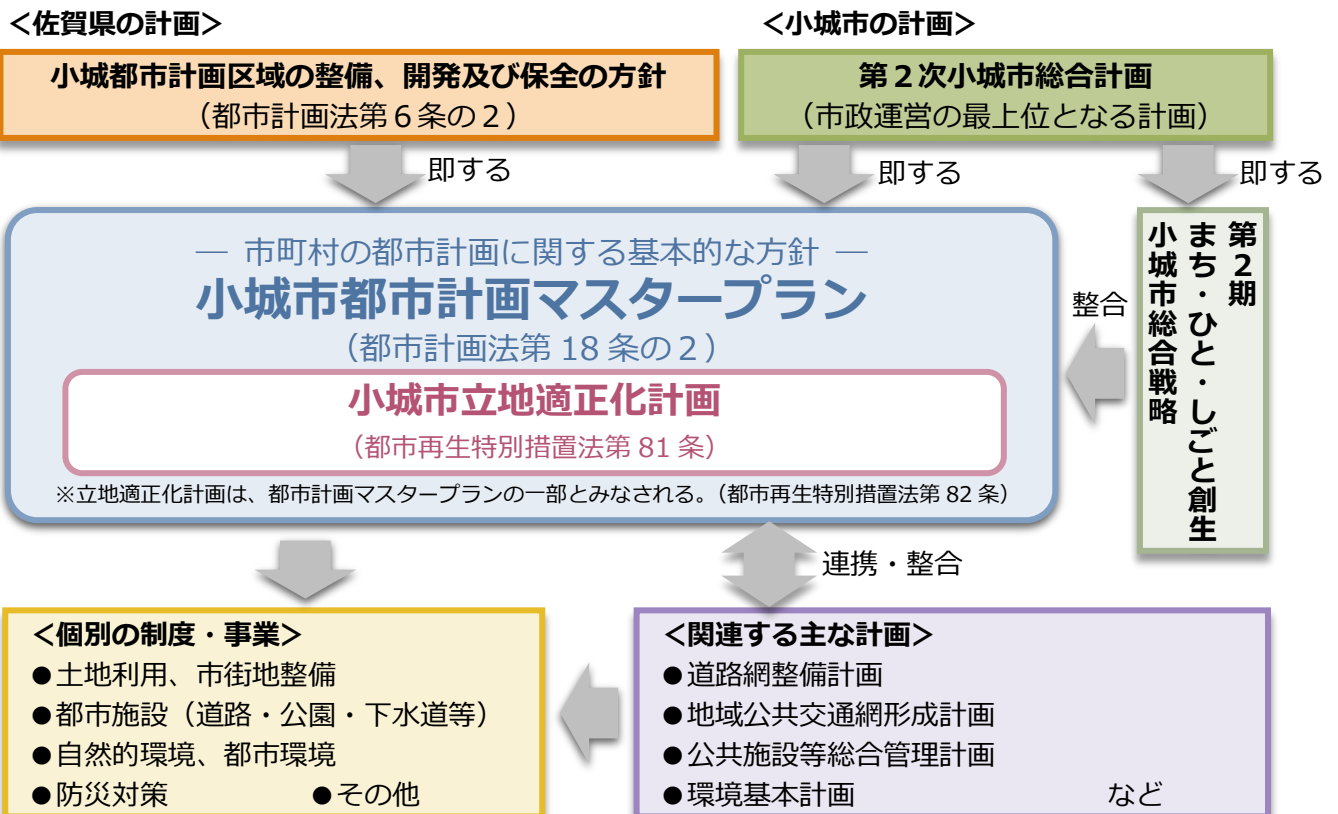 <佐賀県の計画>
小城都市計画区域の整備、開発及び保全の方針
（都市計画法第６条の２）
<小城市の計画>
第２次小城市総合計画
（市政運営の最上位となる計画）
即する
即する
即する
― 市町村の都市計画に関する基本的な方針 ―
小城市都市計画マスタープラン
（都市計画法第 18 条の２）
小城市立地適正化計画
（都市再生特別措置法第 81 条）
※立地適正化計画は、都市計画マスタープランの一部とみなされる。（都市再生特別措置法第 82 条）
整合
第２期
まち・ひと・しごと創生
小城市総合戦略
連携・整合
<個別の制度・事業>
●土地利用、市街地整備
●都市施設（道路・公園・下水道等）
●自然的環境、都市環境
●防災対策 ●その他
<関連する主な計画>
●道路網整備計画
●地域公共交通網形成計画
●公共施設等総合管理計画
●環境基本計画 など